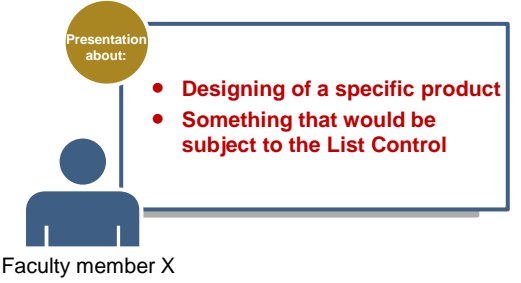 Presentation
about:
• Designing of a specific product
• Something that would be
subject to the List Control
Faculty member X